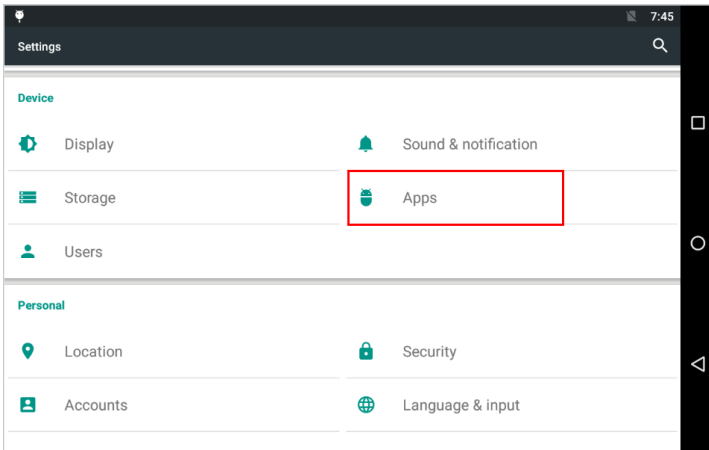 7:45
Settings
Device
Display
Sound & notification
Storage
Apps
Users
Personal
Location
Security
Accounts
Language & input